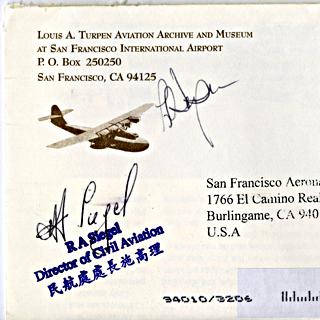 LOUIS A. TURPEN AVIATION ARCHIVE AND MUSEUM
AT SAN FRANCISCO INTERNATIONAL AIRPORT
P. O. BOX 250250
SAN FRANCISCO, CA 94125
San Francisco Aerona
1766 El Camino Real
Burlingame, CA 940
U.S.A
R A Siegel
Director of Civil Aviation
民航處處長施高理
34010/3206